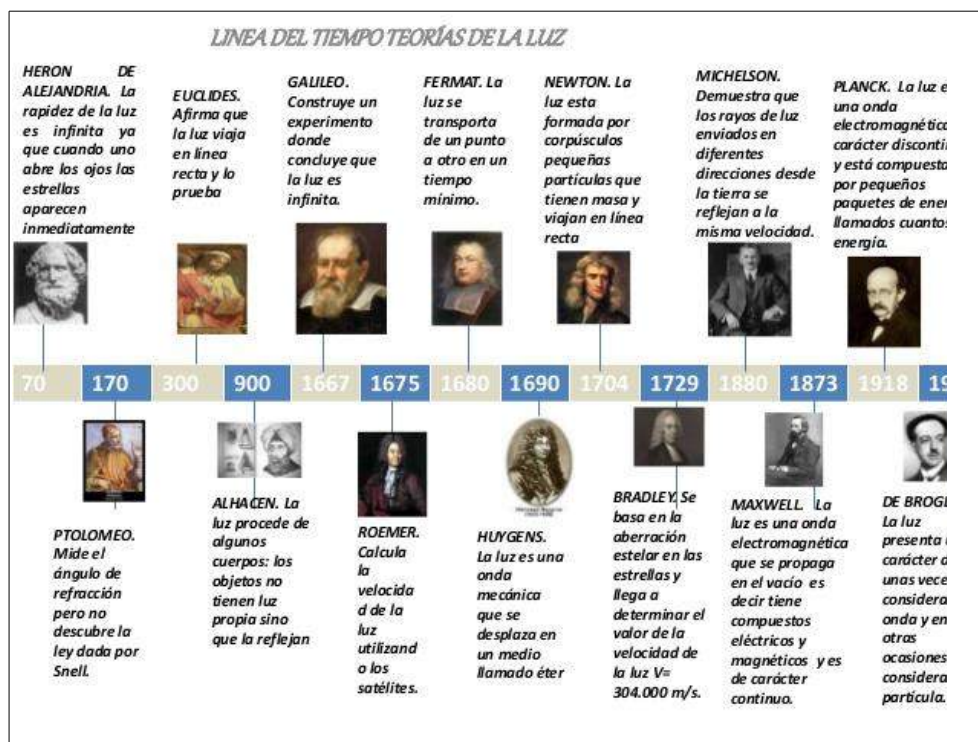 LINEA DEL TIEMPO TEORÍAS DE LA LUZ
HERON DE
ALEJANDRIA. La
rapidez de la luz
es infinita ya
que cuando uno
abre los ojos las
estrellas
aparecen
inmediatamente
EUCLIDES.
Afirma que
la luz viaja
en línea
recta y lo
prueba
GALILEO.
Construye un
experimento
donde
concluye que
la luz es
infinita.
FERMAT. La
luz se
transporta
de un punto
a otro en un
tiempo
mínimo.
NEWTON. La
luz esta
formada por
corpúsculos
pequeñas
partículas que
tienen masa y
viajan en línea
recta
MICHELSON.
Demuestra que
los rayos de luz
enviados en
diferentes
direcciones desde
la tierra se
reflejan a la
misma velocidad.
PLANCK. La luz e
una onda
electromagnética
carácter discontin
y está compuesta
por pequeños
paquetes de ener
llamados cuantos
energía.
70 170 300 900 1667 1675 1680 1690 1704 1729 1880 1873 1918 19
PTOLOMEO.
Mide el
ángulo de
refracción
pero no
descubre la
ley dada por
Snell.
ALHACEN. La
luz procede de
algunos
cuerpos: los
objetos no
tienen luz
propia sino
que la reflejan
ROEMER.
Calcula
la
velocida
d de la
luz
utilizand
o los
satélites.
HUYGENS.
La luz es una
onda
mecánica
que se
desplaza en
un medio
llamado éter
BRADLEY. Se
basa en la
aberración
estelar en las
estrellas y
llega a
determinar el
valor de la
velocidad de
la luz V=
304.000 m/s.
MAXWELL. La
luz es una onda
electromagnética
que se propaga
en el vacío es
decir tiene
compuestos
eléctricos y
magnéticos y es
de carácter
continuo.
DE BROGL
La luz
presenta
carácter d
unas vece
considera
onda y en
otras
ocasiones
considera
partícula.